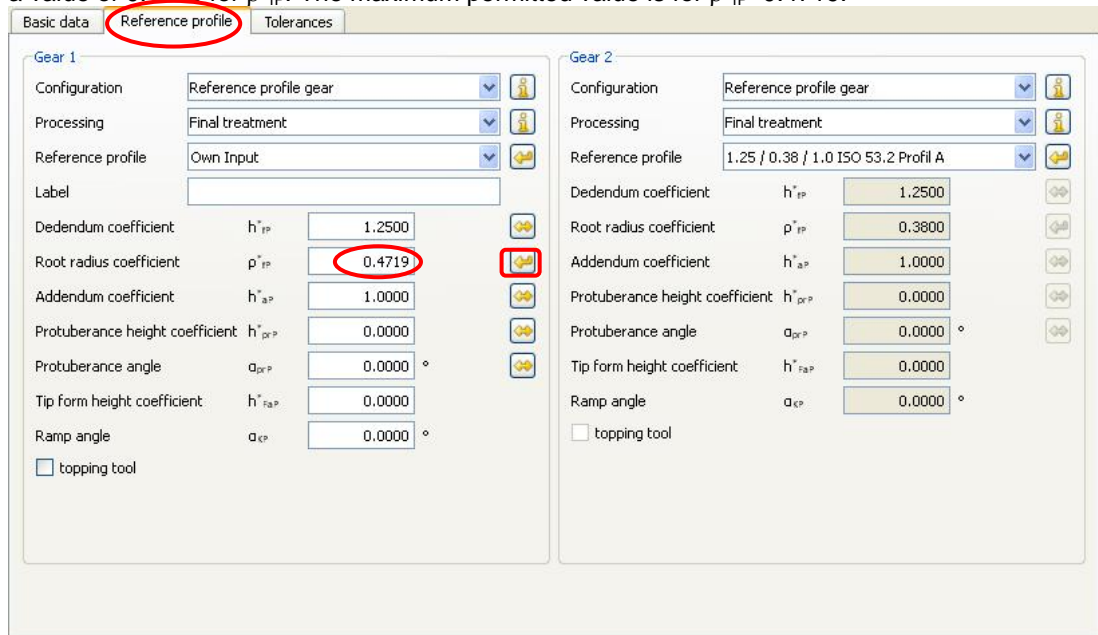 Basic data Reference profile Tolerances
Gear 1
Configuration Reference profile gear
Processing Final treatment
Reference profile Own Input
Label
Dedendum coefficient h*fP 1.2500
Root radius coefficient ρ*fP 0.4719
Addendum coefficient h*aP 1.0000
Protuberance height coefficient h*prP 0.0000
Protuberance angle αprP 0.0000 °
Tip form height coefficient h*FaP 0.0000
Ramp angle αKP 0.0000 °
topping tool
Gear 2
Configuration Reference profile gear
Processing Final treatment
Reference profile 1.25 / 0.38 / 1.0 ISO 53.2 Profil A
Dedendum coefficient h*fP 1.2500
Root radius coefficient ρ*fP 0.3800
Addendum coefficient h*aP 1.0000
Protuberance height coefficient h*prP 0.0000
Protuberance angle αprP 0.0000 °
Tip form height coefficient h*FaP 0.0000
Ramp angle αKP 0.0000 °
topping tool